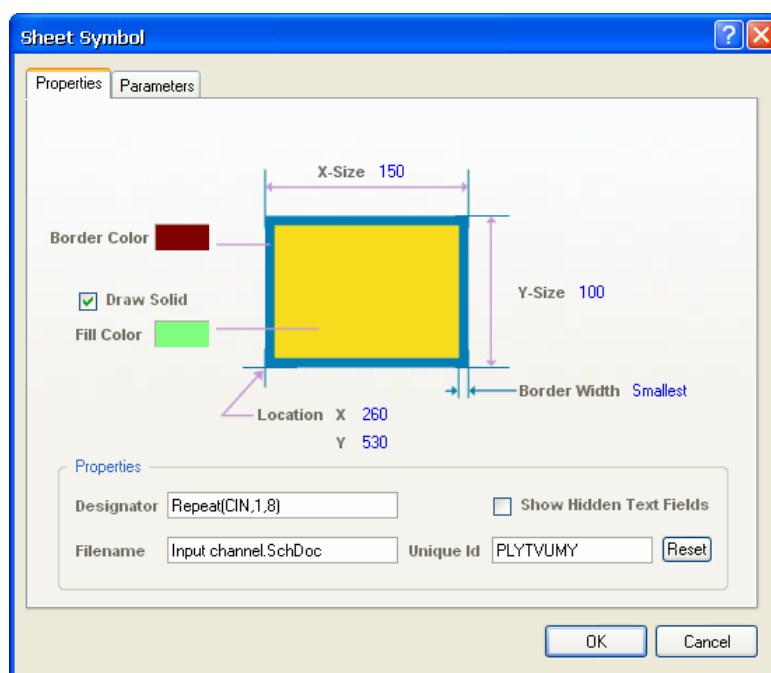 Sheet Symbol
Properties Parameters
X-Size 150
Border Color
Draw Solid
Y-Size 100
Fill Color
Border Width Smallest
Location X 260
Y 530
Properties
Designator Repeat(CIN,1,8) Show Hidden Text Fields
Filename Input channel.SchDoc Unique Id PLYTVUMY Reset
OK Cancel